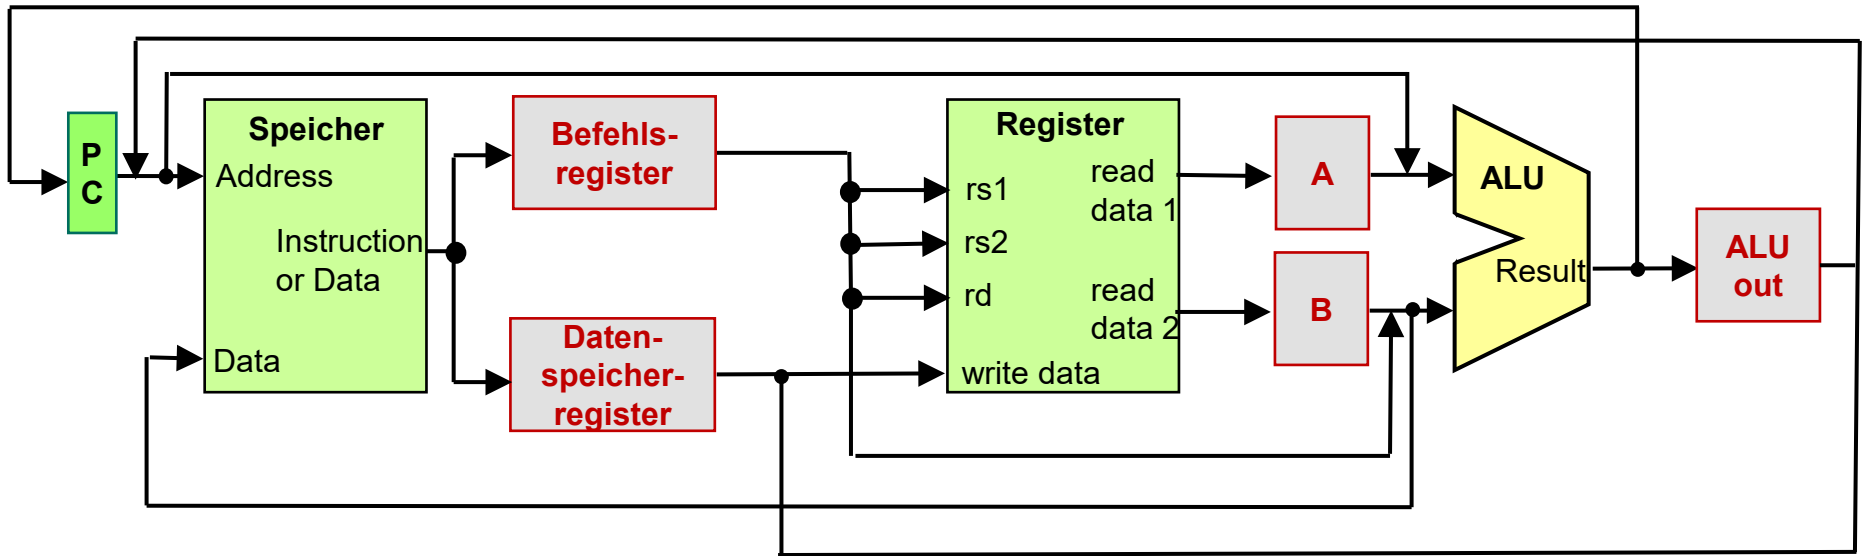 P
C
Speicher
Address
Instruction
or Data
Data
Befehls-
register
Daten-
speicher-
register
Register
rs1
rs2
rd
write data
read
data 1
read
data 2
A
B
ALU
Result
ALU
out